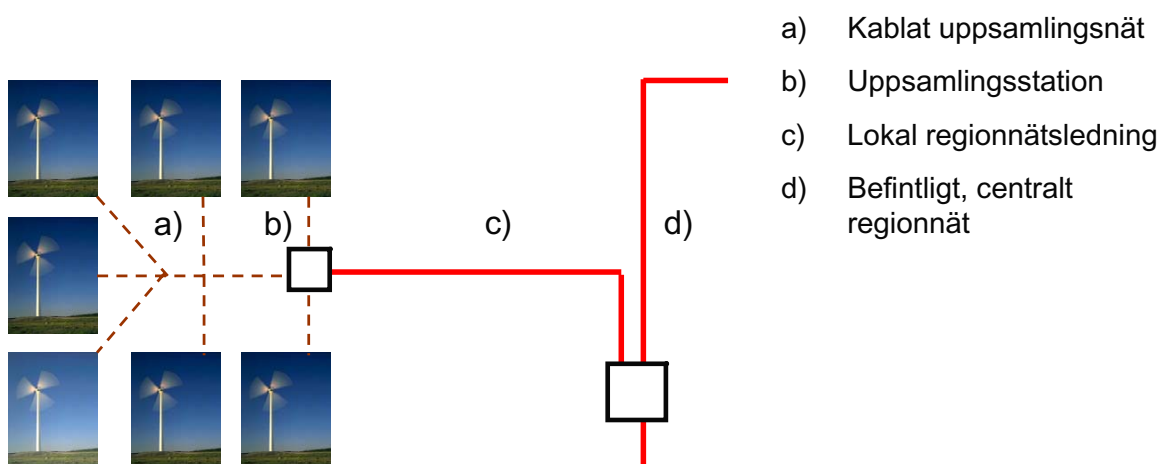 a) Kablat uppsamlingsnät
b) Uppsamlingsstation
c) Lokal regionnätsledning
d) Befintligt, centralt
regionnät
a)
b)
c)
d)